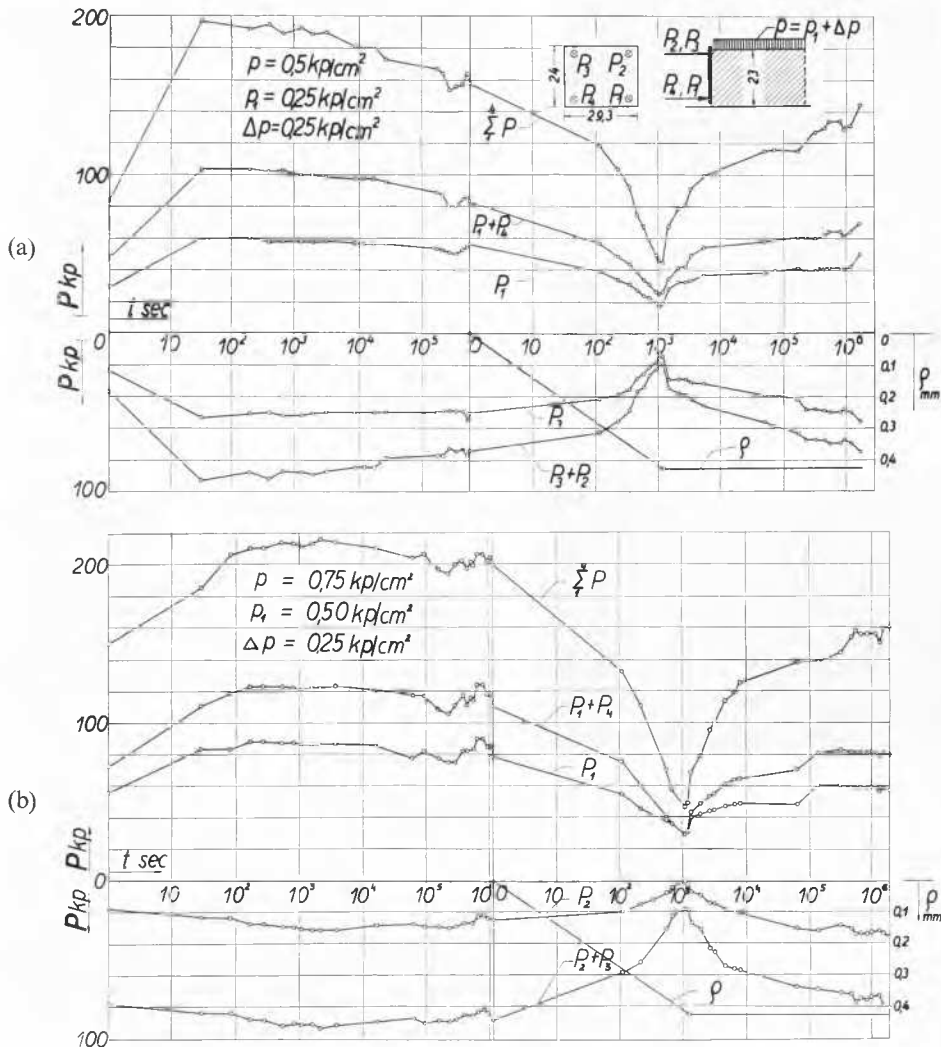 200
p = 0,5 kp/cm²
P₁ = 0,25 kp/cm²
Δp = 0,25 kp/cm²
24
P₃ P₂
P₄ P₁
29,3
P₂, P₃
P₄, P₁
p = p₁ + Δp
23
⁴Σ₁ P
100
P₁+P₄
P₁
(a)
P kp
i sec
0
10 10² 10³ 10⁴ 10⁵ 10⁶ 0 10 10² 10³ 10⁴ 10⁵ 10⁶
0
0,1
0,2
0,3
0,4
ρ mm
P kp
ρ
P₃+P₂
100
200
p = 0,75 kp/cm²
p₁ = 0,50 kp/cm²
Δp = 0,25 kp/cm²
⁴Σ₁ P
100
P₁+P₄
P₁
(b)
P kp
t sec
0
10 10² 10³ 10⁴ 10⁵ 10⁶ 0 10 10² 10³ 10⁴ 10⁵ 10⁶
P₂
0,1
0,2
0,3
0,4
ρ mm
P kp
P₂+P₃
ρ
100